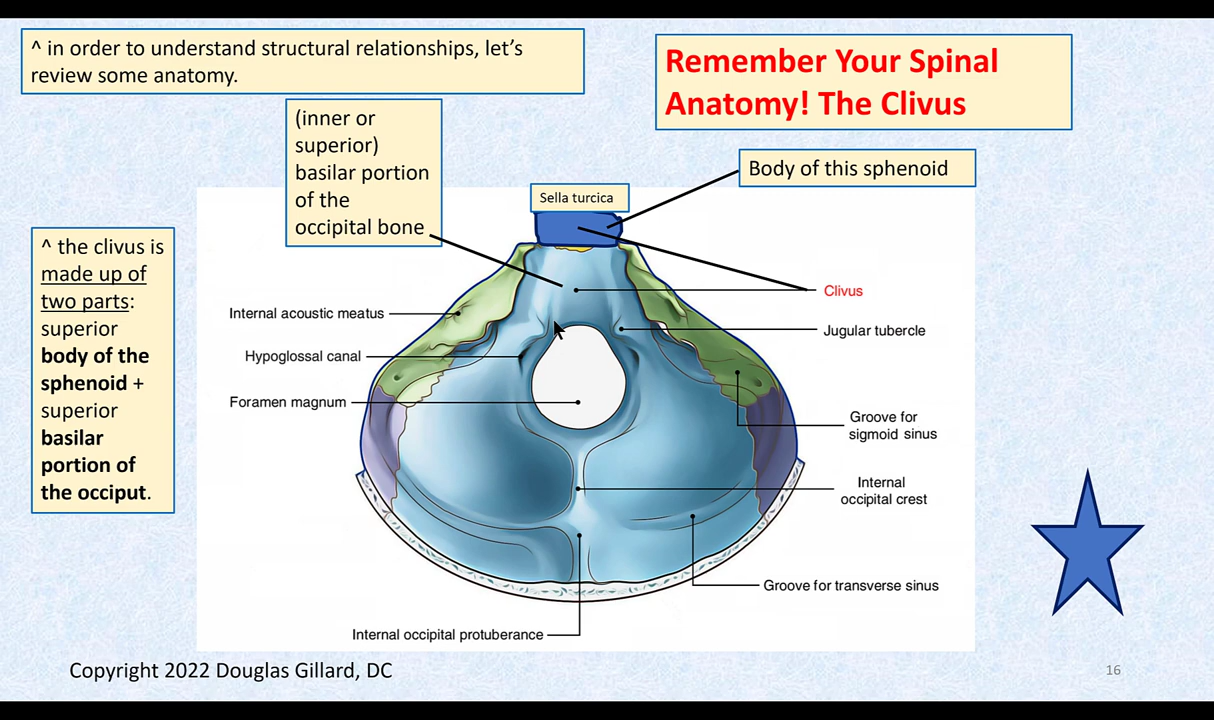 ^ in order to understand structural relationships, let's
review some anatomy.
Remember Your Spinal
Anatomy! The Clivus
(inner or
superior)
basilar portion
of the
occipital bone
Body of this sphenoid
Sella turcica
^ the clivus is
made up of
two parts:
superior
body of the
sphenoid +
superior
basilar
portion of
the occiput.
Internal acoustic meatus
Hypoglossal canal
Foramen magnum
Clivus
Jugular tubercle
Groove for
sigmoid sinus
Internal
occipital crest
Groove for transverse sinus
Internal occipital protuberance
Copyright 2022 Douglas Gillard, DC
16